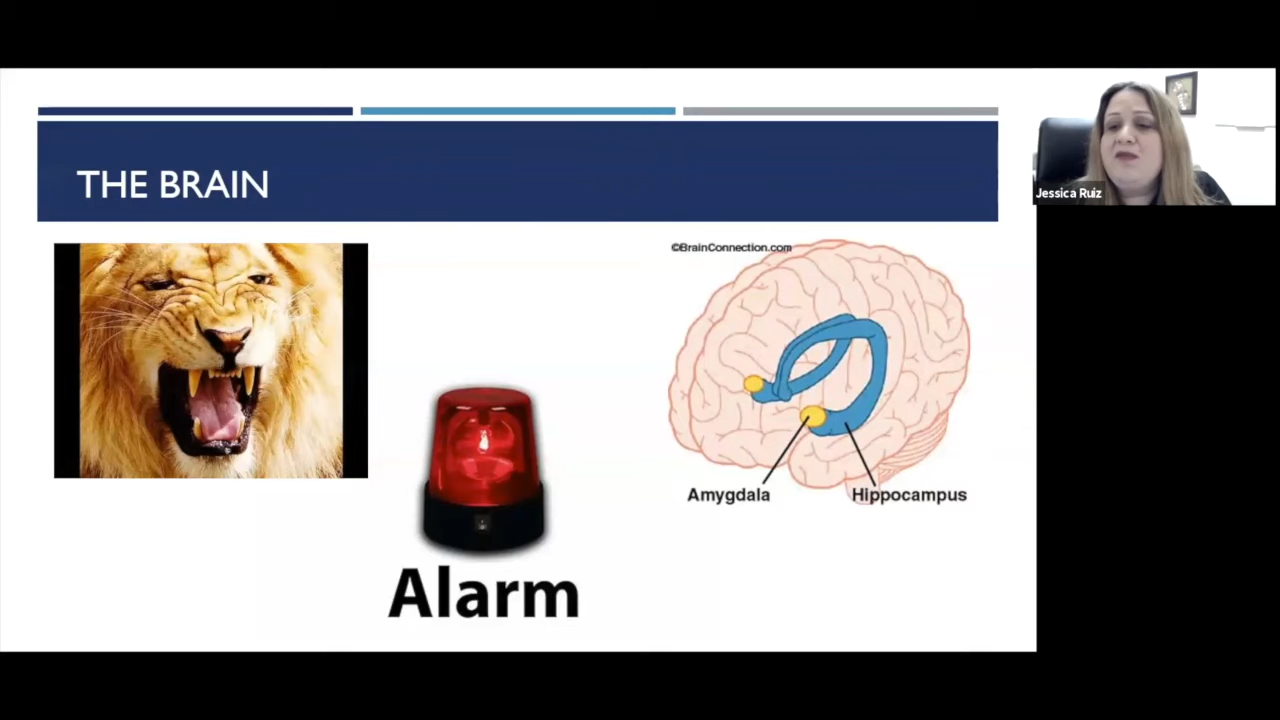 THE BRAIN
©BrainConnection.com
Amygdala
Hippocampus
Alarm
Jessica Ruiz